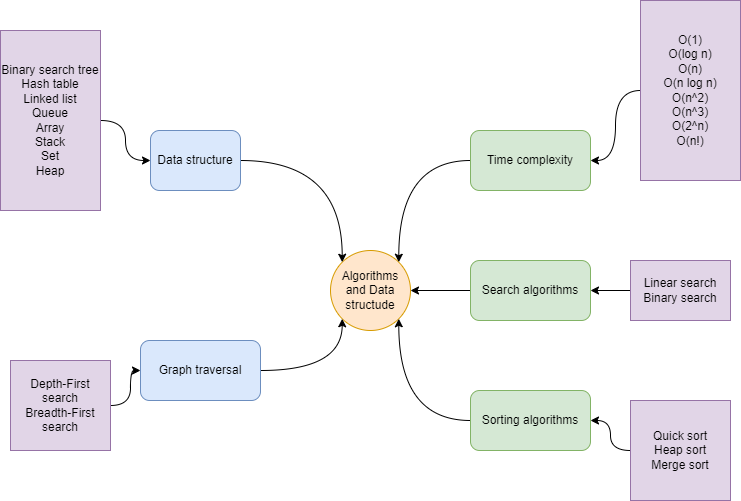 Binary search tree
Hash table
Linked list
Queue
Array
Stack
Set
Heap
Data structure
Time complexity
O(1)
O(log n)
O(n)
O(n log n)
O(n^2)
O(n^3)
O(2^n)
O(n!)
Algorithms
and Data
structude
Search algorithms
Linear search
Binary search
Graph traversal
Depth-First
search
Breadth-First
search
Sorting algorithms
Quick sort
Heap sort
Merge sort